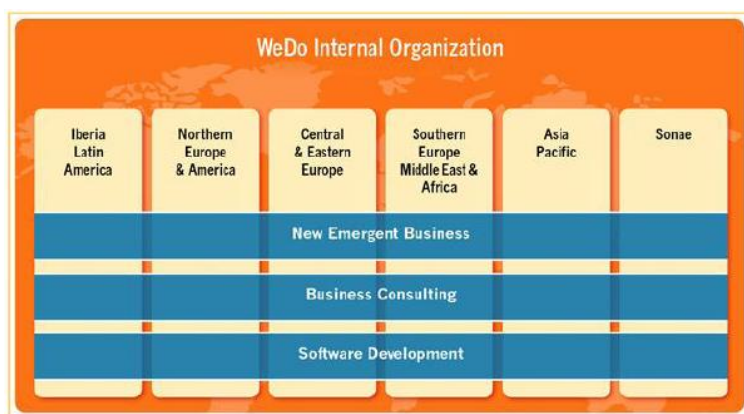 WeDo Internal Organization
Iberia
Latin
America
Northern
Europe
& America
Central
& Eastern
Europe
Southern
Europe
Middle East &
Africa
Asia
Pacific
Sonae
New Emergent Business
Business Consulting
Software Development